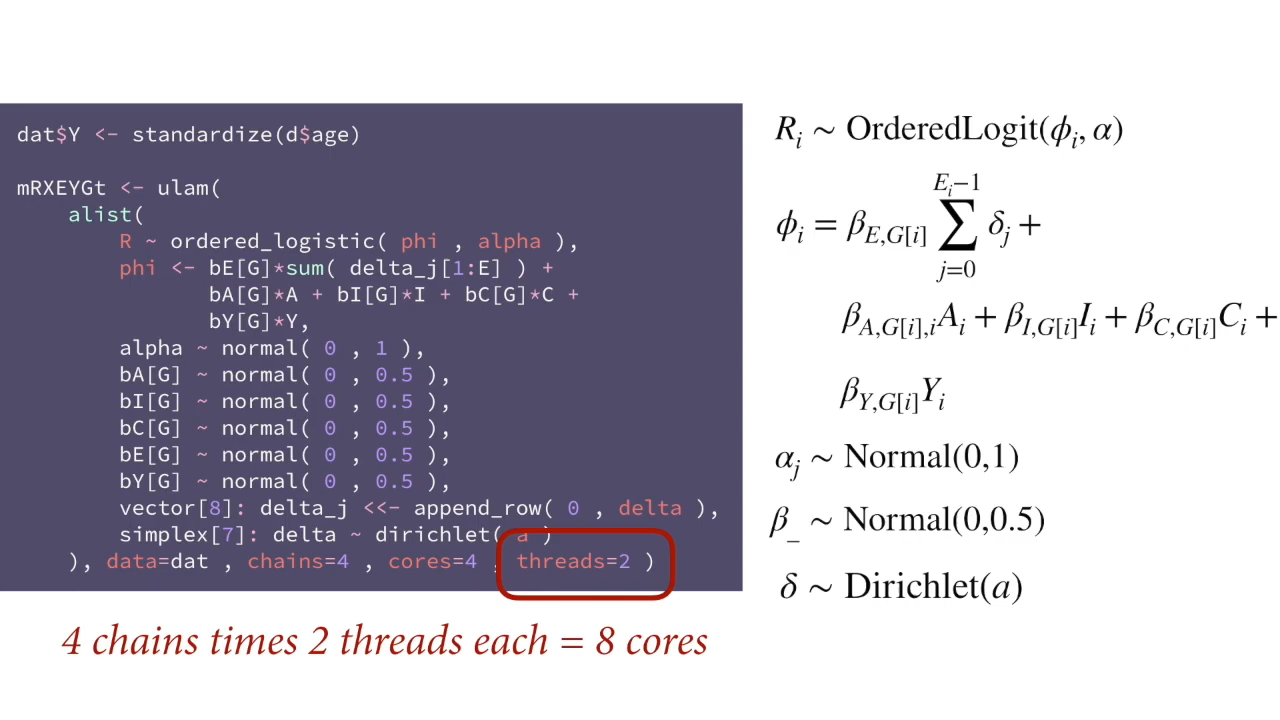 dat$Y <- standardize(d$age)
mRXEYGt <- ulam(
    alist(
        R ~ ordered_logistic( phi , alpha ),
        phi <- bE[G]*sum( delta_j[1:E] ) +
               bA[G]*A + bI[G]*I + bC[G]*C +
               bY[G]*Y,
        alpha ~ normal( 0 , 1 ),
        bA[G] ~ normal( 0 , 0.5 ),
        bI[G] ~ normal( 0 , 0.5 ),
        bC[G] ~ normal( 0 , 0.5 ),
        bE[G] ~ normal( 0 , 0.5 ),
        bY[G] ~ normal( 0 , 0.5 ),
        vector[8]: delta_j <<- append_row( 0 , delta ),
        simplex[7]: delta ~ dirichlet( a )
    ), data=dat , chains=4 , cores=4 , threads=2 )
4 chains times 2 threads each = 8 cores
R_i ∼ OrderedLogit(ϕ_i, α)
ϕ_i = β_{E,G[i]} ∑_{j=0}^{E_i−1} δ_j +
β_{A,G[i],i}A_i + β_{I,G[i]}I_i + β_{C,G[i]}C_i +
β_{Y,G[i]}Y_i
α_j ∼ Normal(0,1)
β__ ∼ Normal(0,0.5)
δ ∼ Dirichlet(a)